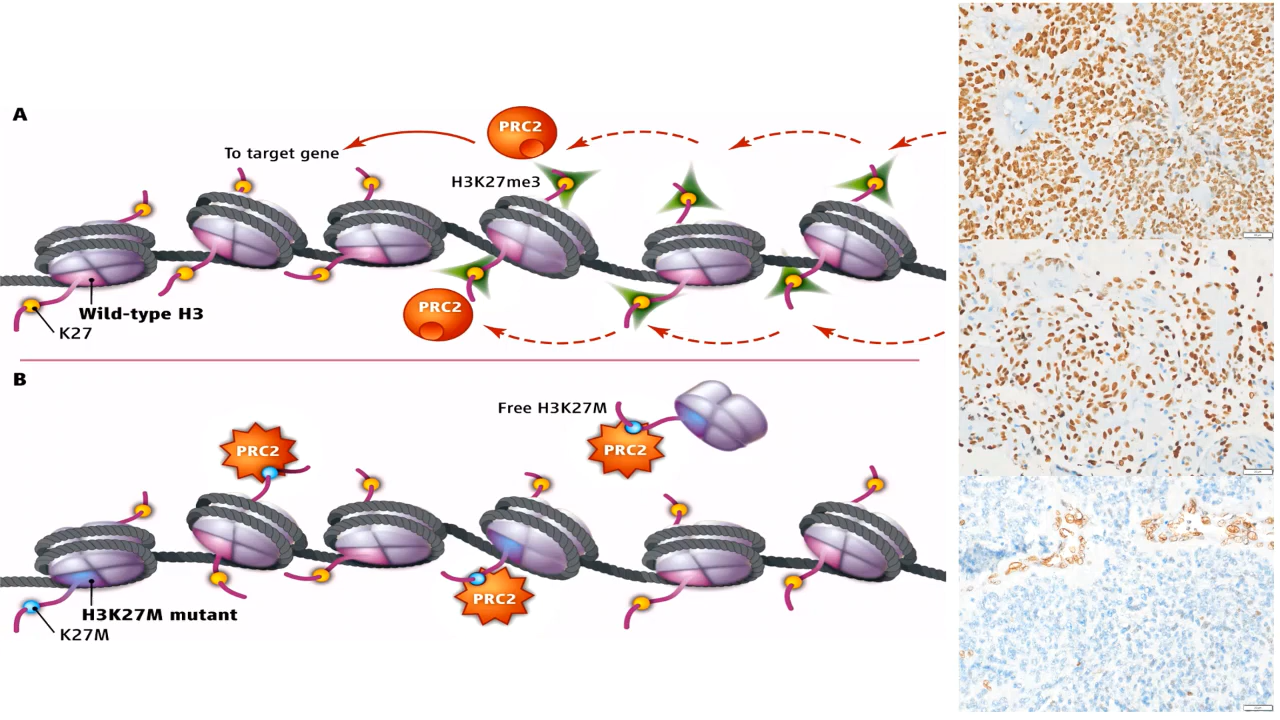 A
PRC2
To target gene
H3K27me3
PRC2
Wild-type H3
K27
B
Free H3K27M
PRC2
PRC2
PRC2
H3K27M mutant
K27M